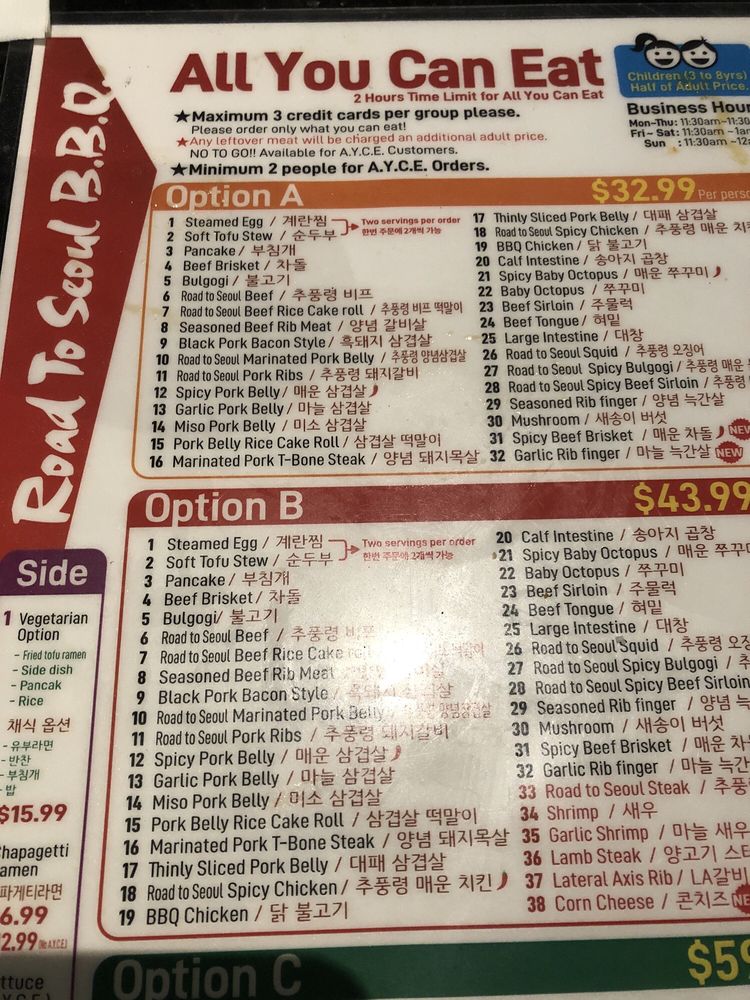 Road To Seoul B.B.Q.
All You Can Eat
2 Hours Time Limit for All You Can Eat
★Maximum 3 credit cards per group please.
Please order only what you can eat!
★Any leftover meat will be charged an additional adult price.
NO TO GO!! Available for A.Y.C.E. Customers.
★Minimum 2 people for A.Y.C.E. Orders.
Children (3 to 8yrs)
Half of Adult Price.
Business Hour
Mon~Thu: 11:30am~11:30
Fri~Sat: 11:30am~1a
Sun : 11:30am~12
Option A $32.99 Per perso
1 Steamed Egg / 계란찜
2 Soft Tofu Stew / 순두부
Two servings per order
한번 주문에 2개씩 가능
3 Pancake / 부침개
4 Beef Brisket / 차돌
5 Bulgogi / 불고기
6 Road to Seoul Beef / 추풍령 비프
7 Road to Seoul Beef Rice Cake roll / 추풍령 비프 떡말이
8 Seasoned Beef Rib Meat / 양념 갈비살
9 Black Pork Bacon Style / 흑돼지 삼겹살
10 Road to Seoul Marinated Pork Belly / 추풍령 양념삼겹살
11 Road to Seoul Pork Ribs / 추풍령 돼지갈비
12 Spicy Pork Belly / 매운 삼겹살
13 Garlic Pork Belly / 마늘 삼겹살
14 Miso Pork Belly / 미소 삼겹살
15 Pork Belly Rice Cake Roll / 삼겹살 떡말이
16 Marinated Pork T-Bone Steak / 양념 돼지목살
17 Thinly Sliced Pork Belly / 대패 삼겹살
18 Road to Seoul Spicy Chicken / 추풍령 매운 치킨
19 BBQ Chicken / 닭 불고기
20 Calf Intestine / 송아지 곱창
21 Spicy Baby Octopus / 매운 쭈꾸미
22 Baby Octopus / 쭈꾸미
23 Beef Sirloin / 주물럭
24 Beef Tongue / 혀밑
25 Large Intestine / 대창
26 Road to Seoul Squid / 추풍령 오징어
27 Road to Seoul Spicy Bulgogi / 추풍령 매운
28 Road to Seoul Spicy Beef Sirloin / 추풍령
29 Seasoned Rib finger / 양념 늑간살
30 Mushroom / 새송이 버섯
31 Spicy Beef Brisket / 매운 차돌 NEW
32 Garlic Rib finger / 마늘 늑간살 NEW
Option B $43.99
1 Steamed Egg / 계란찜
2 Soft Tofu Stew / 순두부
Two servings per order
한번 주문에 2개씩 가능
3 Pancake / 부침개
4 Beef Brisket / 차돌
5 Bulgogi / 불고기
6 Road to Seoul Beef / 추풍령 비프
7 Road to Seoul Beef Rice Cake roll
8 Seasoned Beef Rib Meat
9 Black Pork Bacon Style / 흑돼지 삼겹살
10 Road to Seoul Marinated Pork Belly / 양념삼겹살
11 Road to Seoul Pork Ribs / 추풍령 돼지갈비
12 Spicy Pork Belly / 매운 삼겹살
13 Garlic Pork Belly / 마늘 삼겹살
14 Miso Pork Belly / 미소 삼겹살
15 Pork Belly Rice Cake Roll / 삼겹살 떡말이
16 Marinated Pork T-Bone Steak / 양념 돼지목살
17 Thinly Sliced Pork Belly / 대패 삼겹살
18 Road to Seoul Spicy Chicken / 추풍령 매운 치킨
19 BBQ Chicken / 닭 불고기
20 Calf Intestine / 송아지 곱창
21 Spicy Baby Octopus / 매운 쭈꾸
22 Baby Octopus / 쭈꾸미
23 Beef Sirloin / 주물럭
24 Beef Tongue / 혀밑
25 Large Intestine / 대창
26 Road to Seoul Squid / 추풍령 오징
27 Road to Seoul Spicy Bulgogi / 추
28 Road to Seoul Spicy Beef Sirloin
29 Seasoned Rib finger / 양념 늑
30 Mushroom / 새송이 버섯
31 Spicy Beef Brisket / 매운 차
32 Garlic Rib finger / 마늘 늑간
33 Road to Seoul Steak / 추풍
34 Shrimp / 새우
35 Garlic Shrimp / 마늘 새우
36 Lamb Steak / 양고기 스테
37 Lateral Axis Rib / LA갈비
38 Corn Cheese / 콘치즈 NE
Option C $59
Side
1 Vegetarian
Option
- Fried tofu ramen
- Side dish
- Pancak
- Rice
채식 옵션
- 유부라면
- 반찬
- 부침개
- 밥
$15.99
hapagetti
amen
파게티라면
6.99
2.99 (No A.Y.C.E)
ttuce